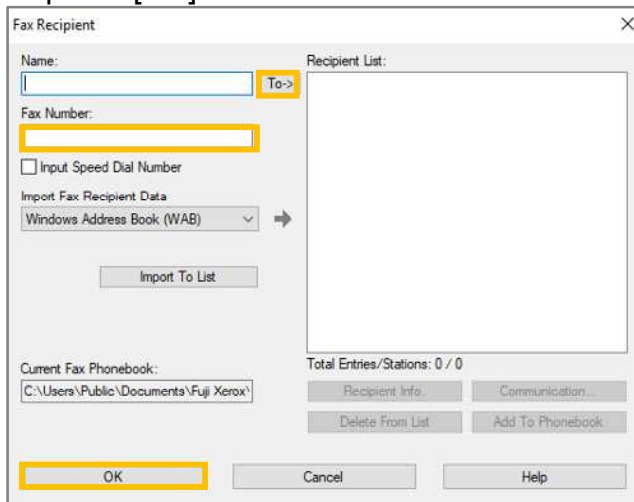 Fax Recipient
Name:
To->
Fax Number:
Input Speed Dial Number
Import Fax Recipient Data
Windows Address Book (WAB)
Import To List
Current Fax Phonebook:
C:\Users\Public\Documents\Fuji Xerox\
Recipient List:
Total Entries/Stations: 0 / 0
Recipient Info.
Communication...
Delete From List
Add To Phonebook
OK
Cancel
Help